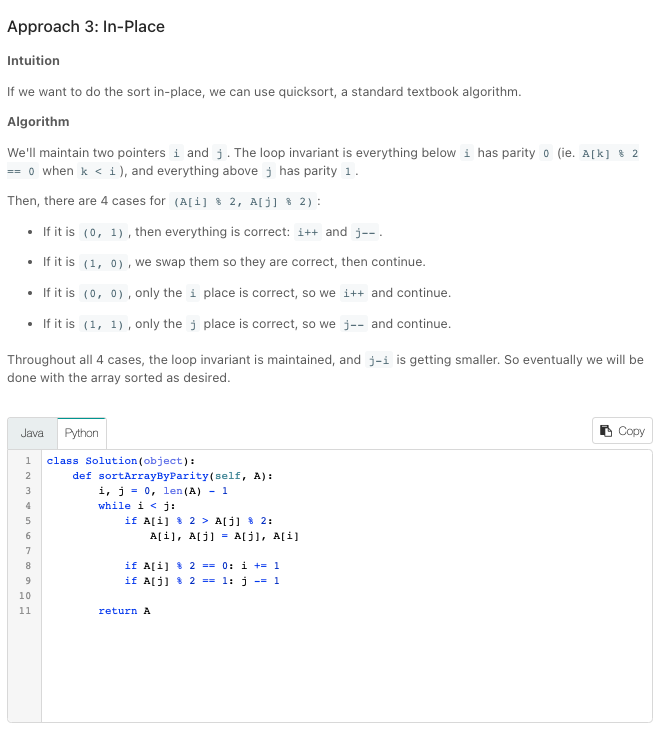 Approach 3: In-Place
Intuition
If we want to do the sort in-place, we can use quicksort, a standard textbook algorithm.
Algorithm
We'll maintain two pointers i and j. The loop invariant is everything below i has parity 0 (ie. A[k] % 2
== 0 when k < i), and everything above j has parity 1.
Then, there are 4 cases for (A[i] % 2, A[j] % 2):
• If it is (0, 1), then everything is correct: i++ and j--.
• If it is (1, 0), we swap them so they are correct, then continue.
• If it is (0, 0), only the i place is correct, so we i++ and continue.
• If it is (1, 1), only the j place is correct, so we j-- and continue.
Throughout all 4 cases, the loop invariant is maintained, and j-i is getting smaller. So eventually we will be
done with the array sorted as desired.
Java Python Copy
1 class Solution(object):
2     def sortArrayByParity(self, A):
3         i, j = 0, len(A) - 1
4         while i < j:
5             if A[i] % 2 > A[j] % 2:
6                 A[i], A[j] = A[j], A[i]
7
8             if A[i] % 2 == 0: i += 1
9             if A[j] % 2 == 1: j -= 1
10
11         return A